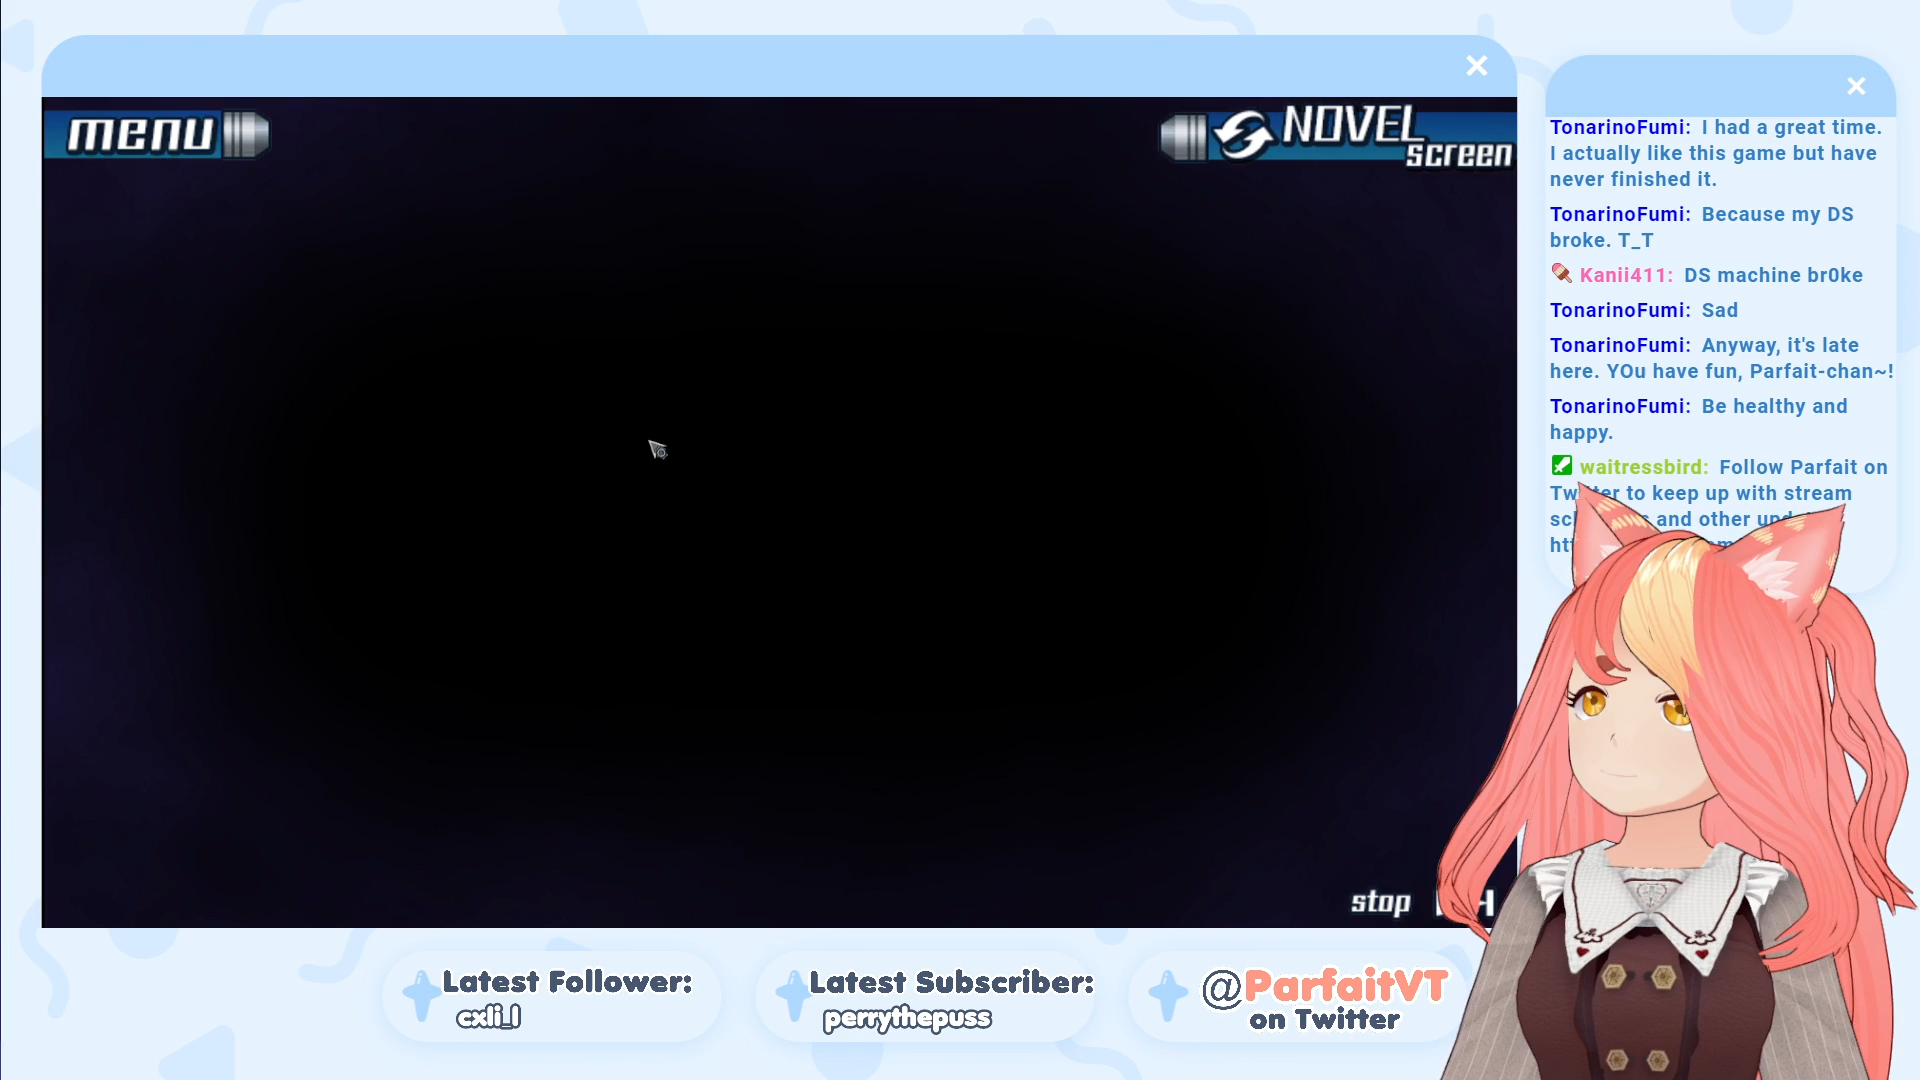 menu
NOVEL
screen
TonarinoFumi: I had a great time.
I actually like this game but have
never finished it.
TonarinoFumi: Because my DS
broke. T_T
Kanii411: DS machine br0ke
TonarinoFumi: Sad
TonarinoFumi: Anyway, it's late
here. YOu have fun, Parfait-chan~!
TonarinoFumi: Be healthy and
happy.
waitressbird: Follow Parfait on
to keep up with stream
and other
stop
Latest Follower:
cxli_l
Latest Subscriber:
perrythepuss
@ParfaitVT
on Twitter